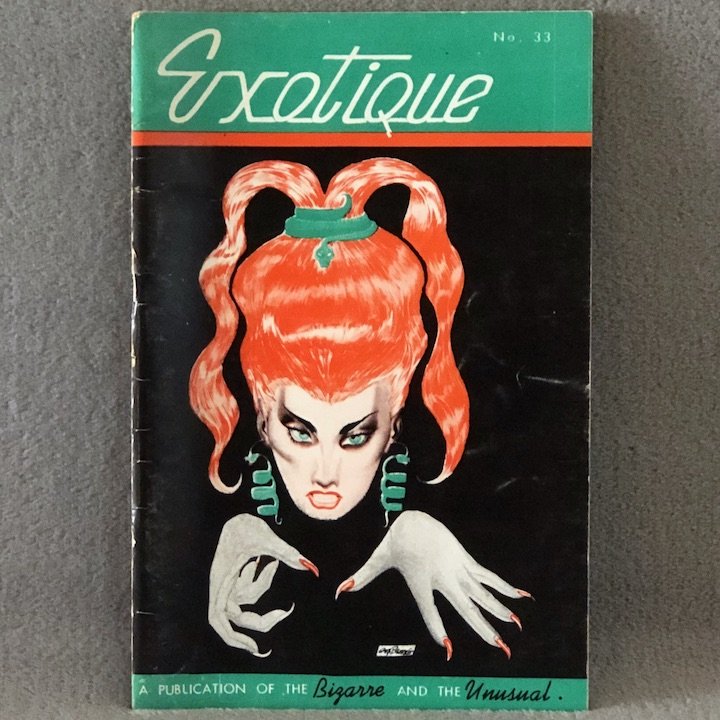 No. 33
Exotique
A PUBLICATION OF THE Bizarre AND THE Unusual.